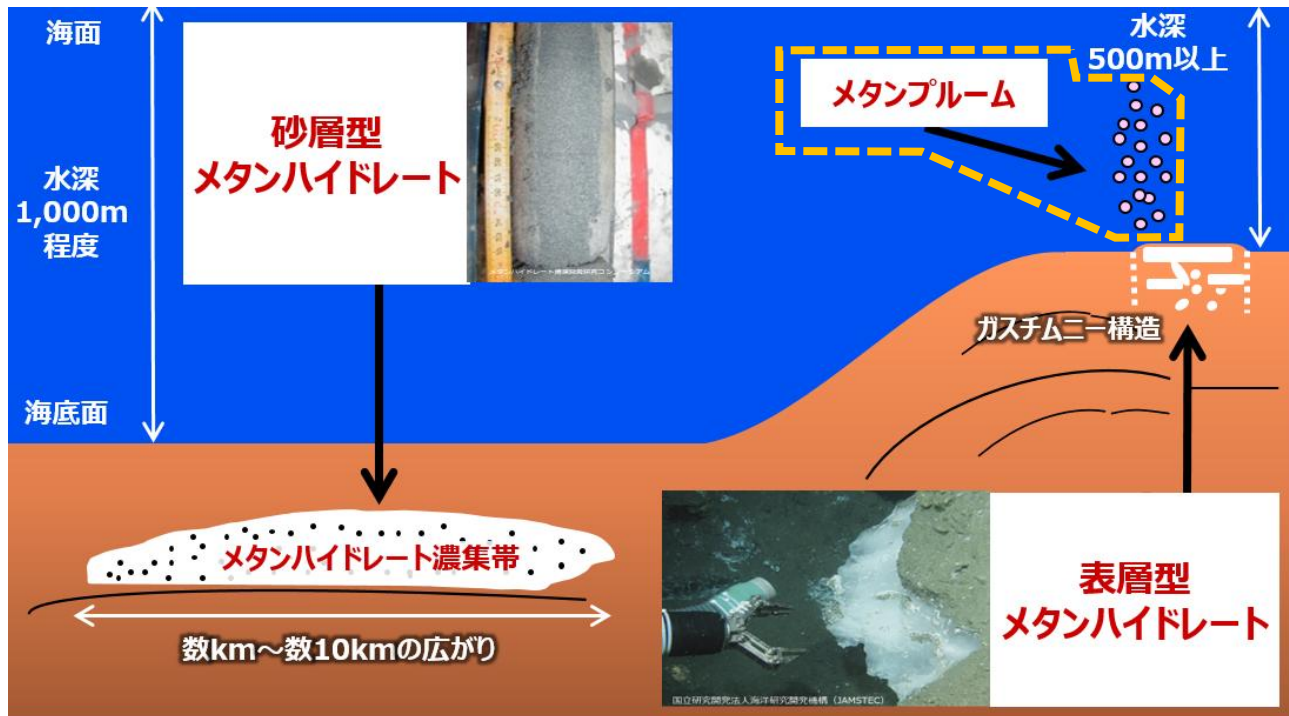 海面
水深
1,000m
程度
海底面
砂層型
メタンハイドレート
メタンプルーム
水深
500m以上
ガスチムニー構造
メタンハイドレート濃集帯
数km～数10kmの広がり
国立研究開発法人海洋研究開発機構（JAMSTEC）
表層型
メタンハイドレート